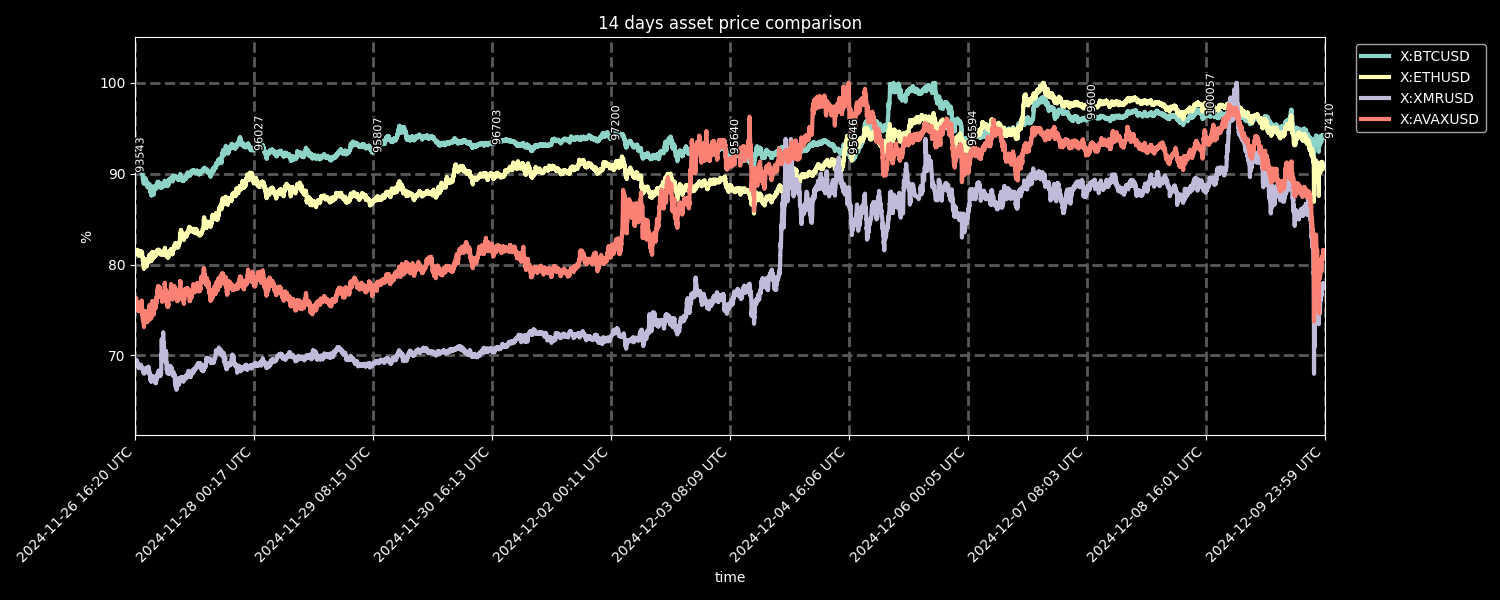 14 days asset price comparison
X:BTCUSD
X:ETHUSD
X:XMRUSD
X:AVAXUSD
100
90
80
70
%
93543
96027
95807
96703
97200
95640
95646
96594
99600
100057
97410
2024-11-26 16:20 UTC
2024-11-28 00:17 UTC
2024-11-29 08:15 UTC
2024-11-30 16:13 UTC
2024-12-02 00:11 UTC
2024-12-03 08:09 UTC
2024-12-04 16:06 UTC
2024-12-06 00:05 UTC
2024-12-07 08:03 UTC
2024-12-08 16:01 UTC
2024-12-09 23:59 UTC
time